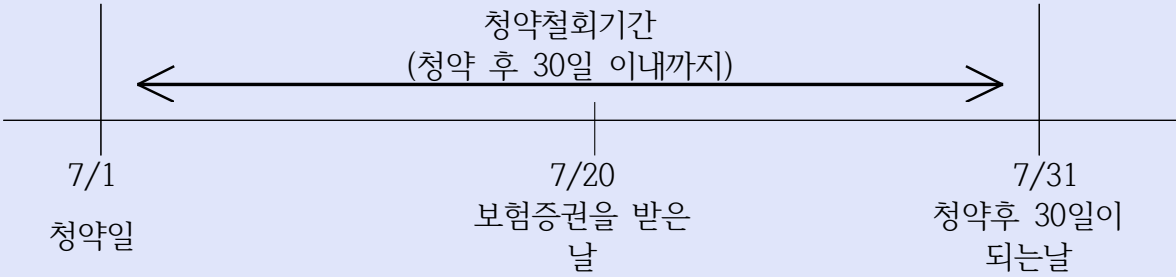 청약철회기간
(청약 후 30일 이내까지)
7/1
7/20
7/31
청약일
보험증권을 받은
날
청약후 30일이
되는날